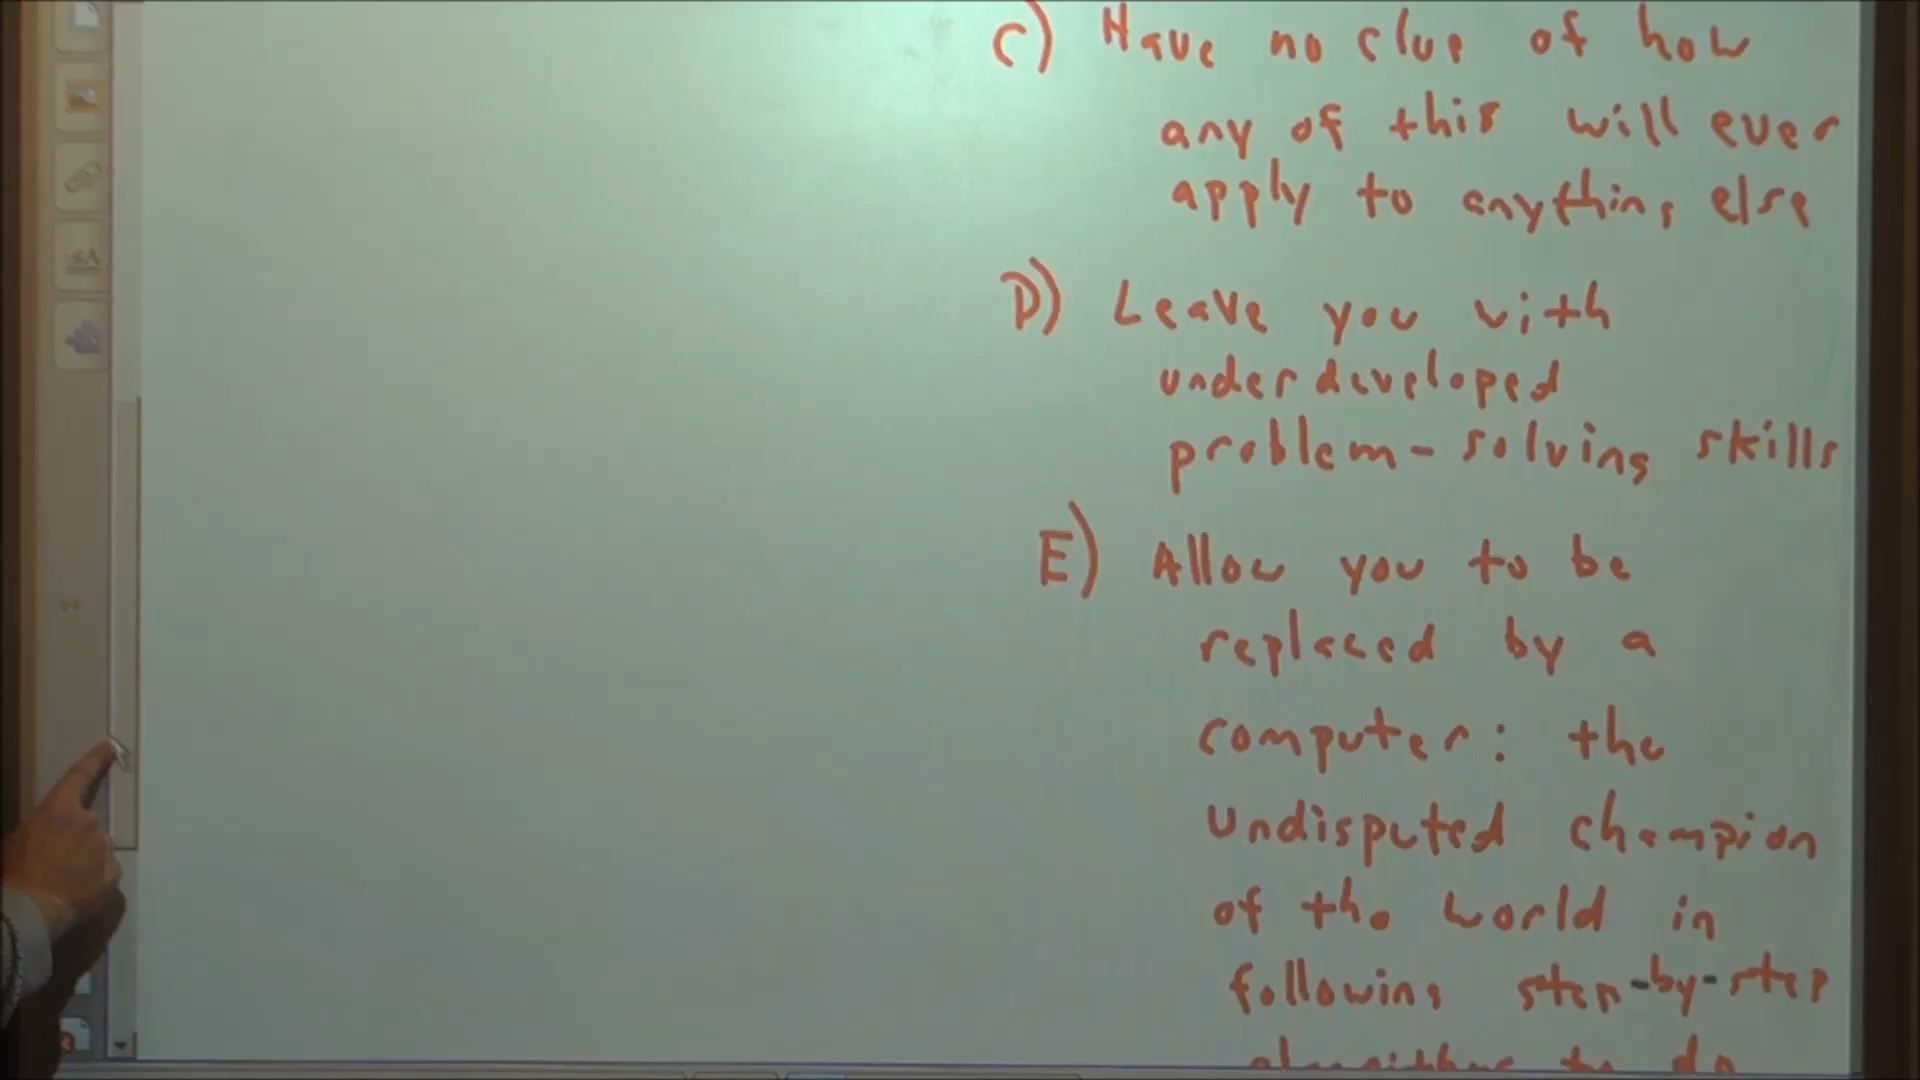 C) Have no clue of how
any of this will ever
apply to anything else
D) Leave you with
underdeveloped
problem-solving skills
E) Allow you to be
replaced by a
computer: the
undisputed champion
of the world in
following step-by-step
to do